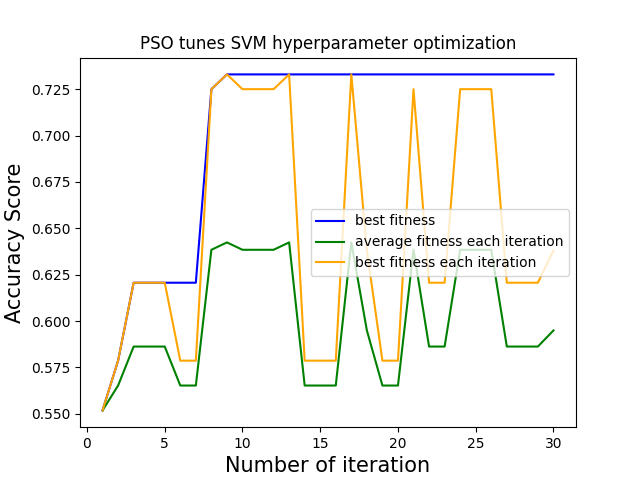 PSO tunes SVM hyperparameter optimization
Accuracy Score
0.725
0.700
0.675
0.650
0.625
0.600
0.575
0.550
best fitness
average fitness each iteration
best fitness each iteration
0 5 10 15 20 25 30
Number of iteration